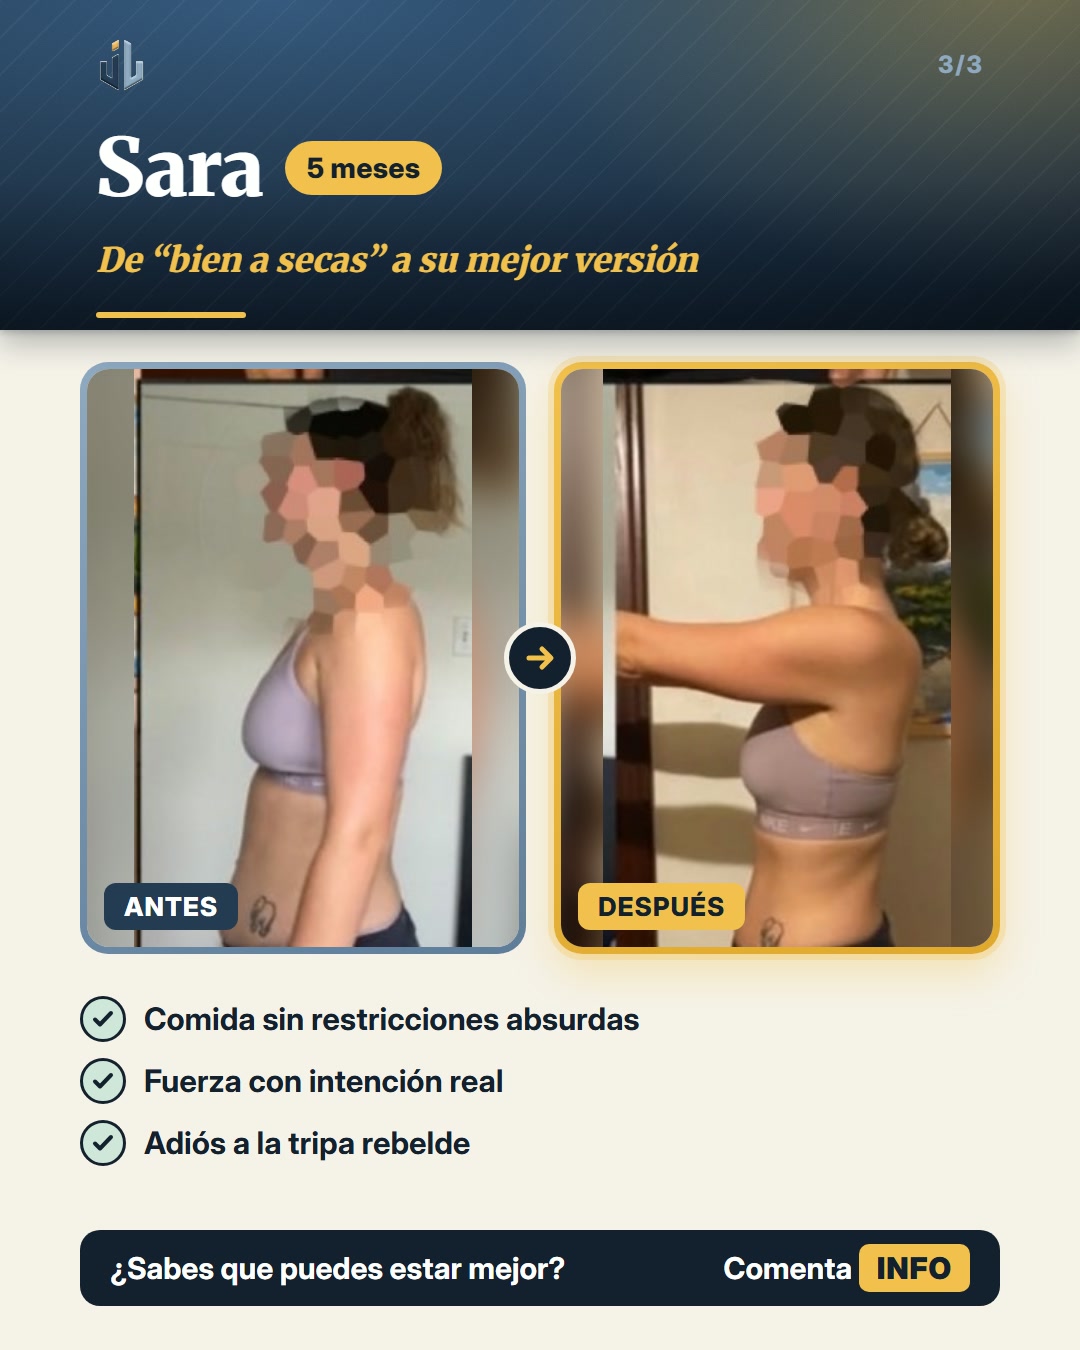 3/3
Sara
5 meses
De “bien a secas” a su mejor versión
ANTES
DESPUÉS
Comida sin restricciones absurdas
Fuerza con intención real
Adiós a la tripa rebelde
¿Sabes que puedes estar mejor?
Comenta INFO